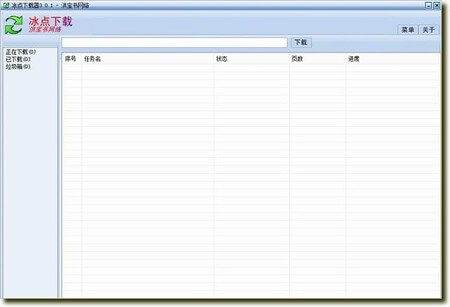 冰点下载器3.0.1 - 洪宝书网络
冰点下载
洪宝书网络
菜单 关于
下载
正在下载(0)
已下载(0)
垃圾箱(0)
序号 任务名 状态 页数 进度